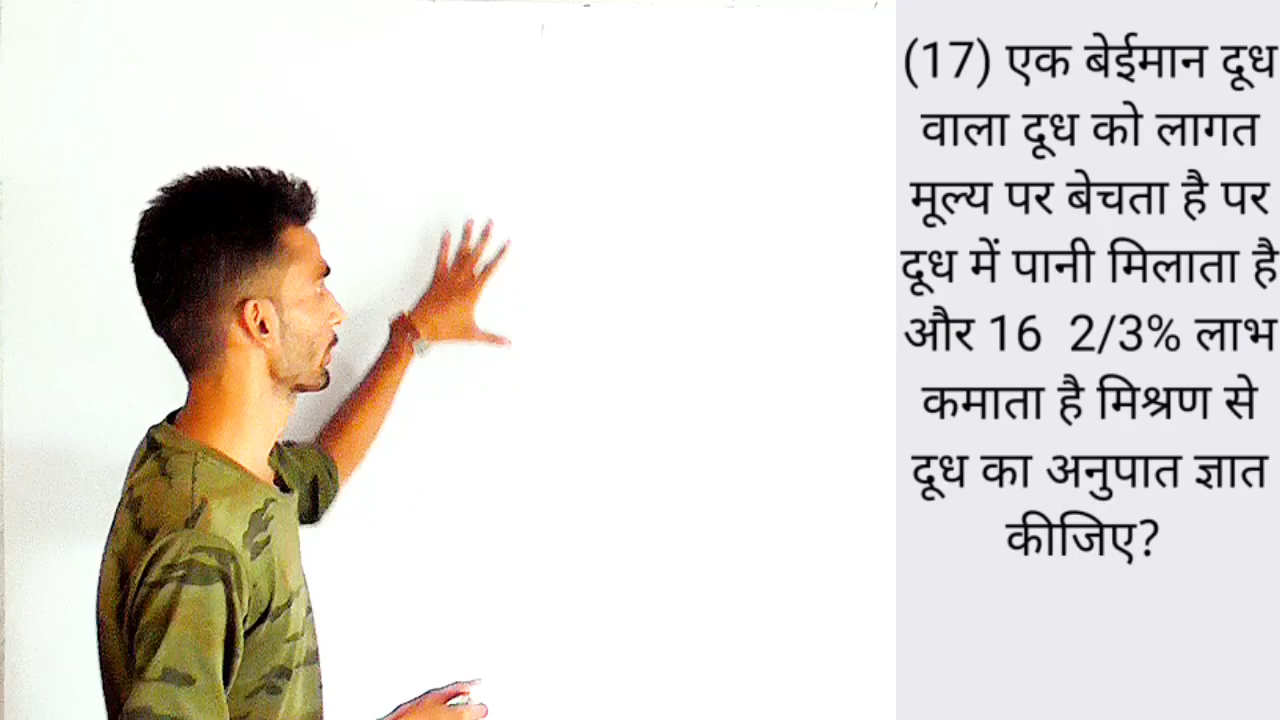 (17) एक बेईमान दूध
वाला दूध को लागत
मूल्य पर बेचता है पर
दूध में पानी मिलाता है
और 16 2/3% लाभ
कमाता है मिश्रण से
दूध का अनुपात ज्ञात
कीजिए?